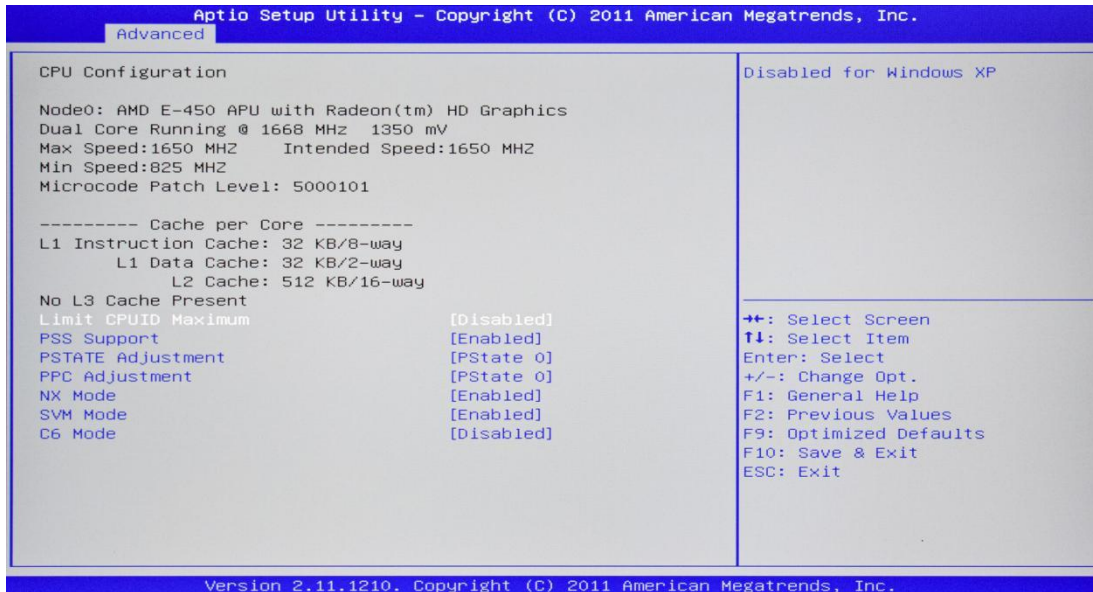 Aptio Setup Utility – Copyright (C) 2011 American Megatrends, Inc.
Advanced
CPU Configuration
Node0: AMD E-450 APU with Radeon(tm) HD Graphics
Dual Core Running @ 1668 MHz 1350 mV
Max Speed:1650 MHZ Intended Speed:1650 MHZ
Min Speed:825 MHZ
Microcode Patch Level: 5000101
--------- Cache per Core ---------
L1 Instruction Cache: 32 KB/8-way
L1 Data Cache: 32 KB/2-way
L2 Cache: 512 KB/16-way
No L3 Cache Present
Limit CPUID Maximum [Disabled]
PSS Support [Enabled]
PSTATE Adjustment [PState 0]
PPC Adjustment [PState 0]
NX Mode [Enabled]
SVM Mode [Enabled]
C6 Mode [Disabled]
Disabled for Windows XP
→←: Select Screen
↑↓: Select Item
Enter: Select
+/-: Change Opt.
F1: General Help
F2: Previous Values
F9: Optimized Defaults
F10: Save & Exit
ESC: Exit
Version 2.11.1210. Copyright (C) 2011 American Megatrends, Inc.